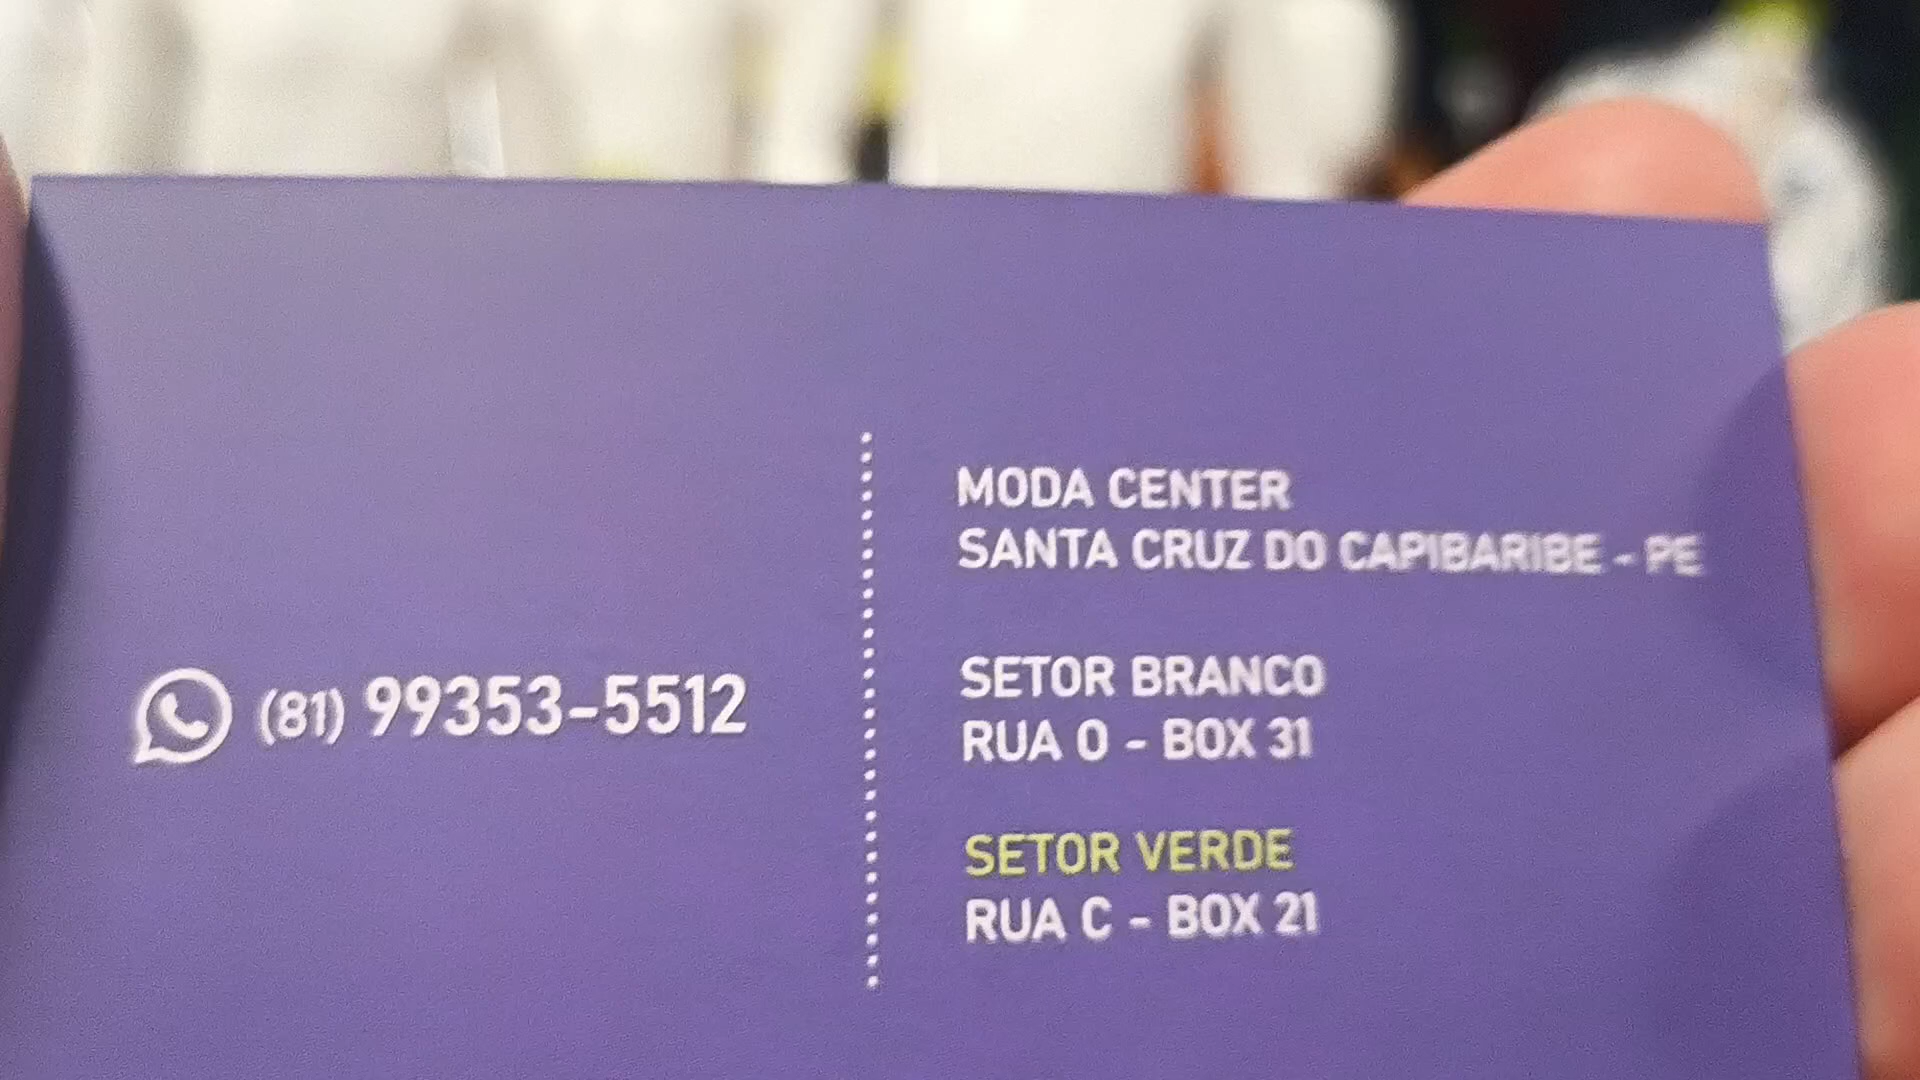 (81) 99353-5512
MODA CENTER
SANTA CRUZ DO CAPIBARIBE - PE
SETOR BRANCO
RUA O - BOX 31
SETOR VERDE
RUA C - BOX 21